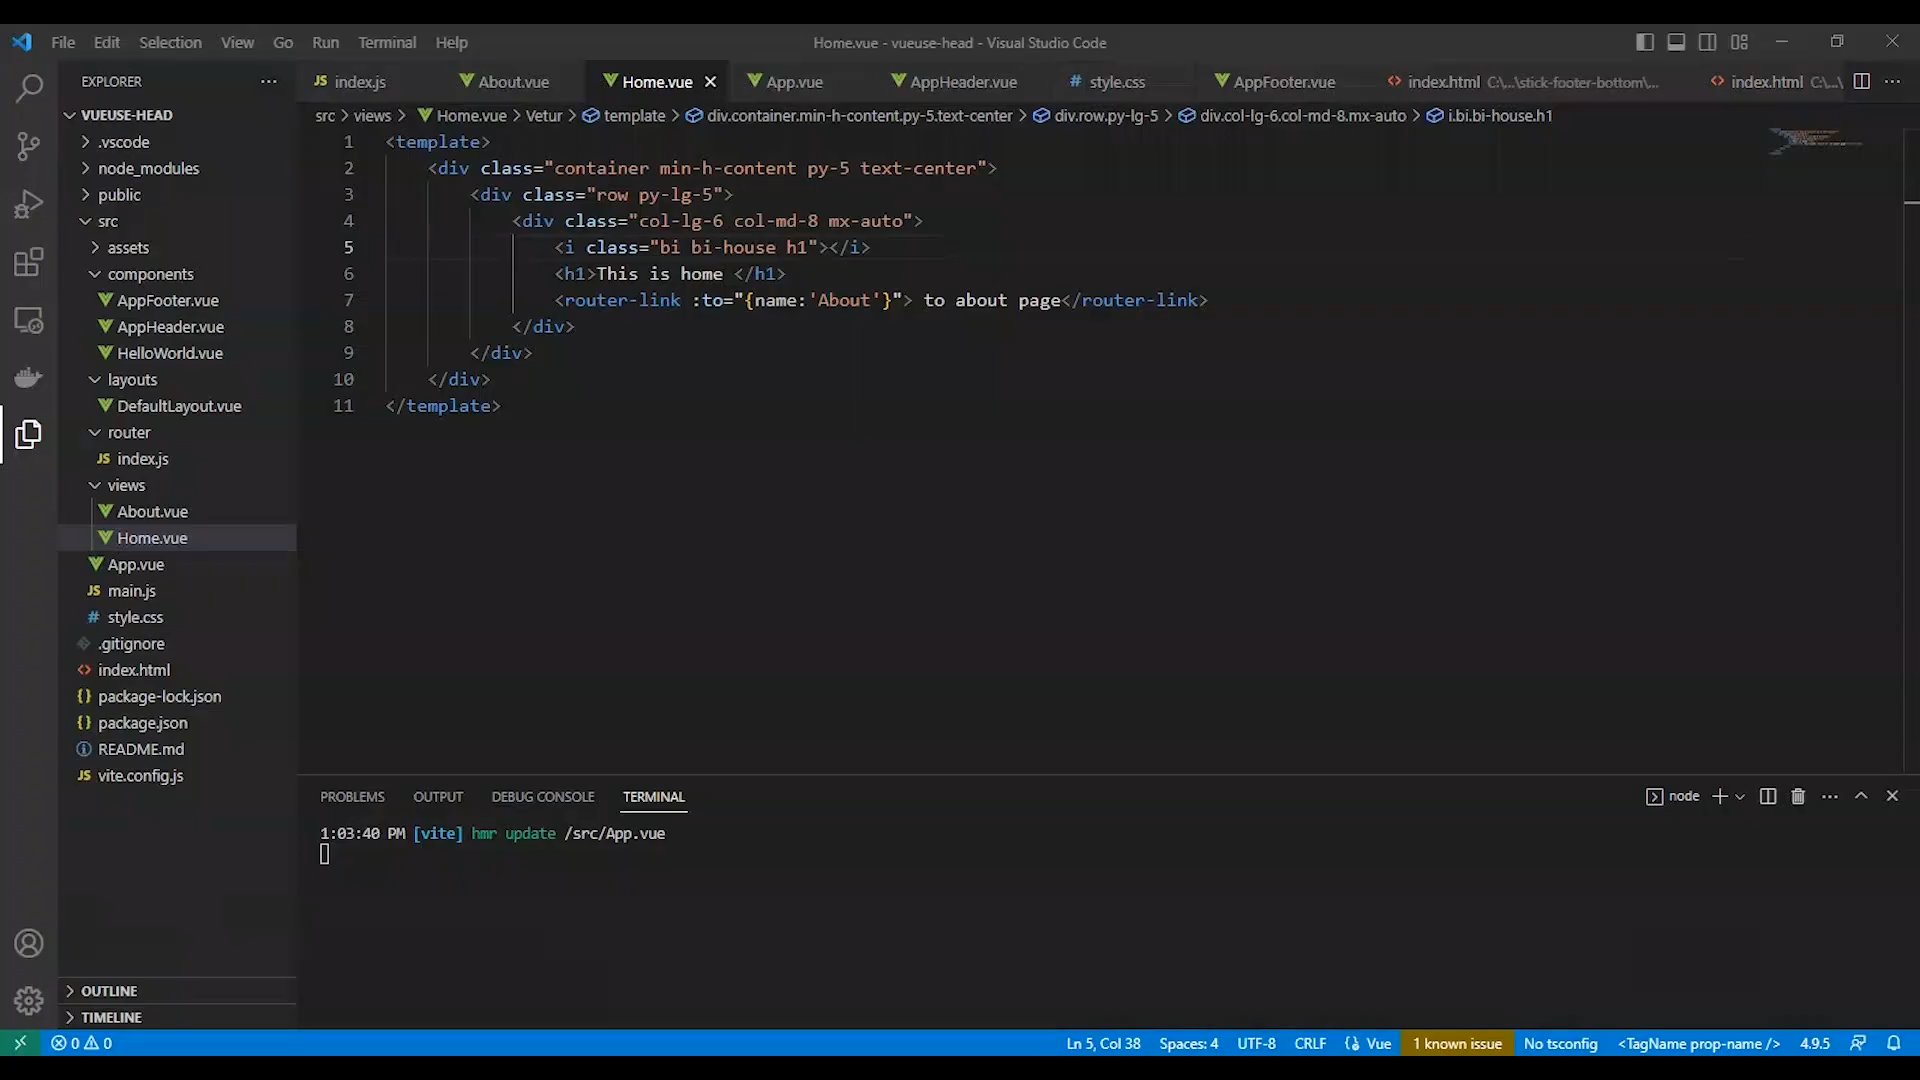 File Edit Selection View Go Run Terminal Help
Home.vue - vueuse-head - Visual Studio Code
EXPLORER
JS index.js About.vue Home.vue App.vue AppHeader.vue # style.css AppFooter.vue <> index.html C:\...\stick-footer-bottom\... <> index.html C:\...\
src > views > Home.vue > Vetur > template > div.container.min-h-content.py-5.text-center > div.row.py-lg-5 > div.col-lg-6.col-md-8.mx-auto > i.bi.bi-house.h1
VUEUSE-HEAD
.vscode
node_modules
public
src
assets
components
AppFooter.vue
AppHeader.vue
HelloWorld.vue
layouts
DefaultLayout.vue
router
JS index.js
views
About.vue
Home.vue
App.vue
JS main.js
# style.css
.gitignore
<> index.html
{} package-lock.json
{} package.json
README.md
JS vite.config.js
OUTLINE
TIMELINE
1 <template>
2 <div class="container min-h-content py-5 text-center">
3 <div class="row py-lg-5">
4 <div class="col-lg-6 col-md-8 mx-auto">
5 <i class="bi bi-house h1"></i>
6 <h1>This is home </h1>
7 <router-link :to="{name:'About'}"> to about page</router-link>
8 </div>
9 </div>
10 </div>
11 </template>
PROBLEMS OUTPUT DEBUG CONSOLE TERMINAL
node
1:03:40 PM [vite] hmr update /src/App.vue
0 0
Ln 5, Col 38 Spaces: 4 UTF-8 CRLF Vue 1 known issue No tsconfig <TagName prop-name /> 4.9.5